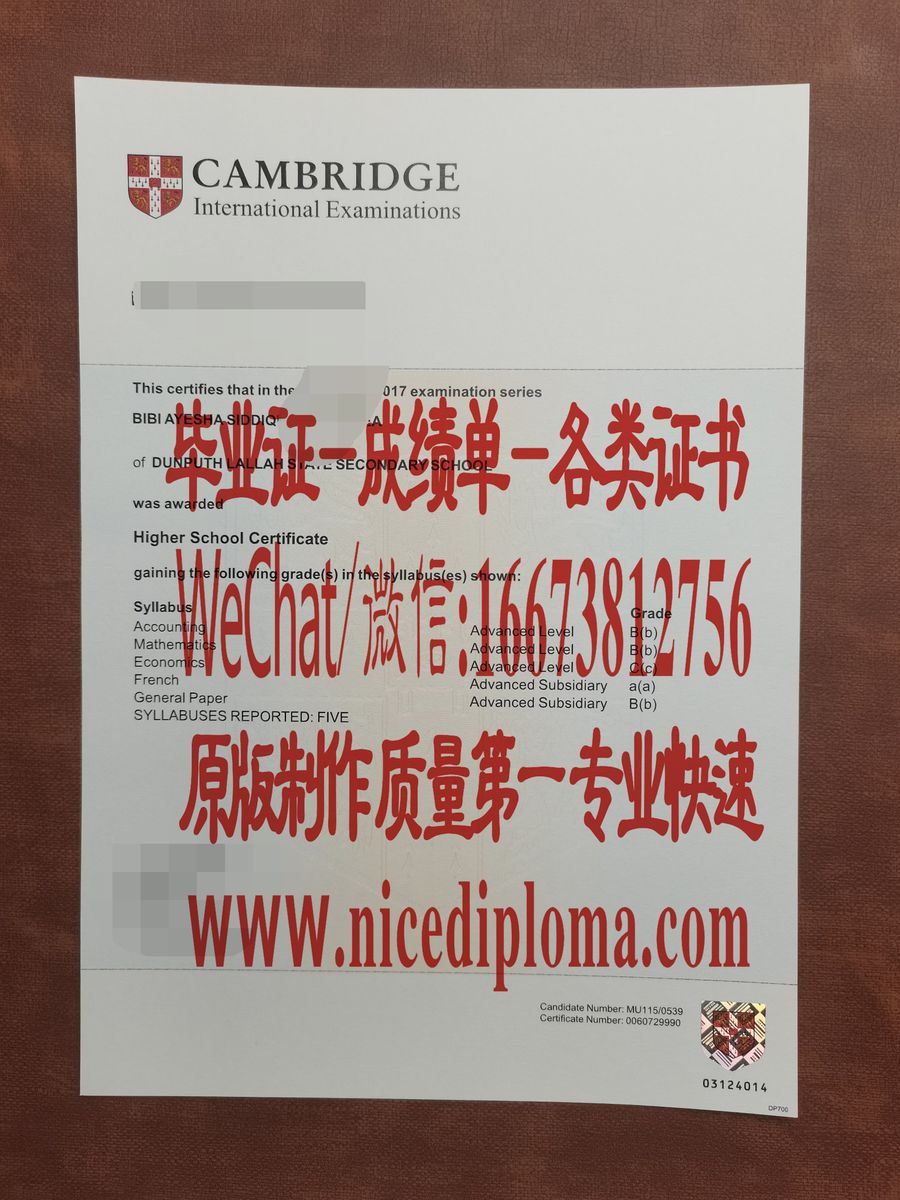 CAMBRIDGE
International Examinations
This certifies that in the 017 examination series
BIBI AYESHA SIDDIQ
毕业证一成绩单一各类证书
of DUNPUTH LALLAH STATE SECONDARY SCHOOL
was awarded
Higher School Certificate
WeChat/微信:16673812756
gaining the following grade(s) in the syllabus(es) shown:
Syllabus Grade
Accounting Advanced Level B(b)
Mathematics Advanced Level B(b)
Economics Advanced Level C(c)
French Advanced Subsidiary a(a)
General Paper Advanced Subsidiary B(b)
SYLLABUSES REPORTED: FIVE
原版制作质量第一专业快速
www.nicediploma.com
Candidate Number: MU115/0539
Certificate Number: 0060729990
03124014
DP700